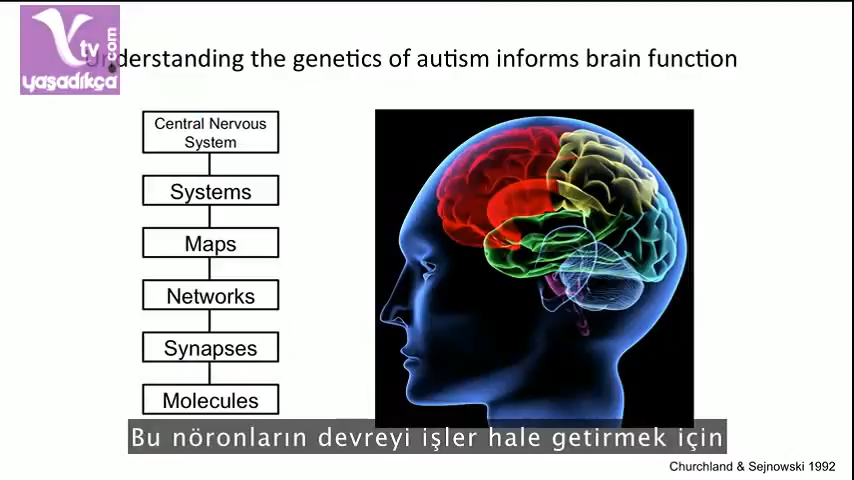 tv
.com
yaşadıkça
Understanding the genetics of autism informs brain function
Central Nervous
System
Systems
Maps
Networks
Synapses
Molecules
Bu nöronların devreyi işler hale getirmek için
Churchland & Sejnowski 1992